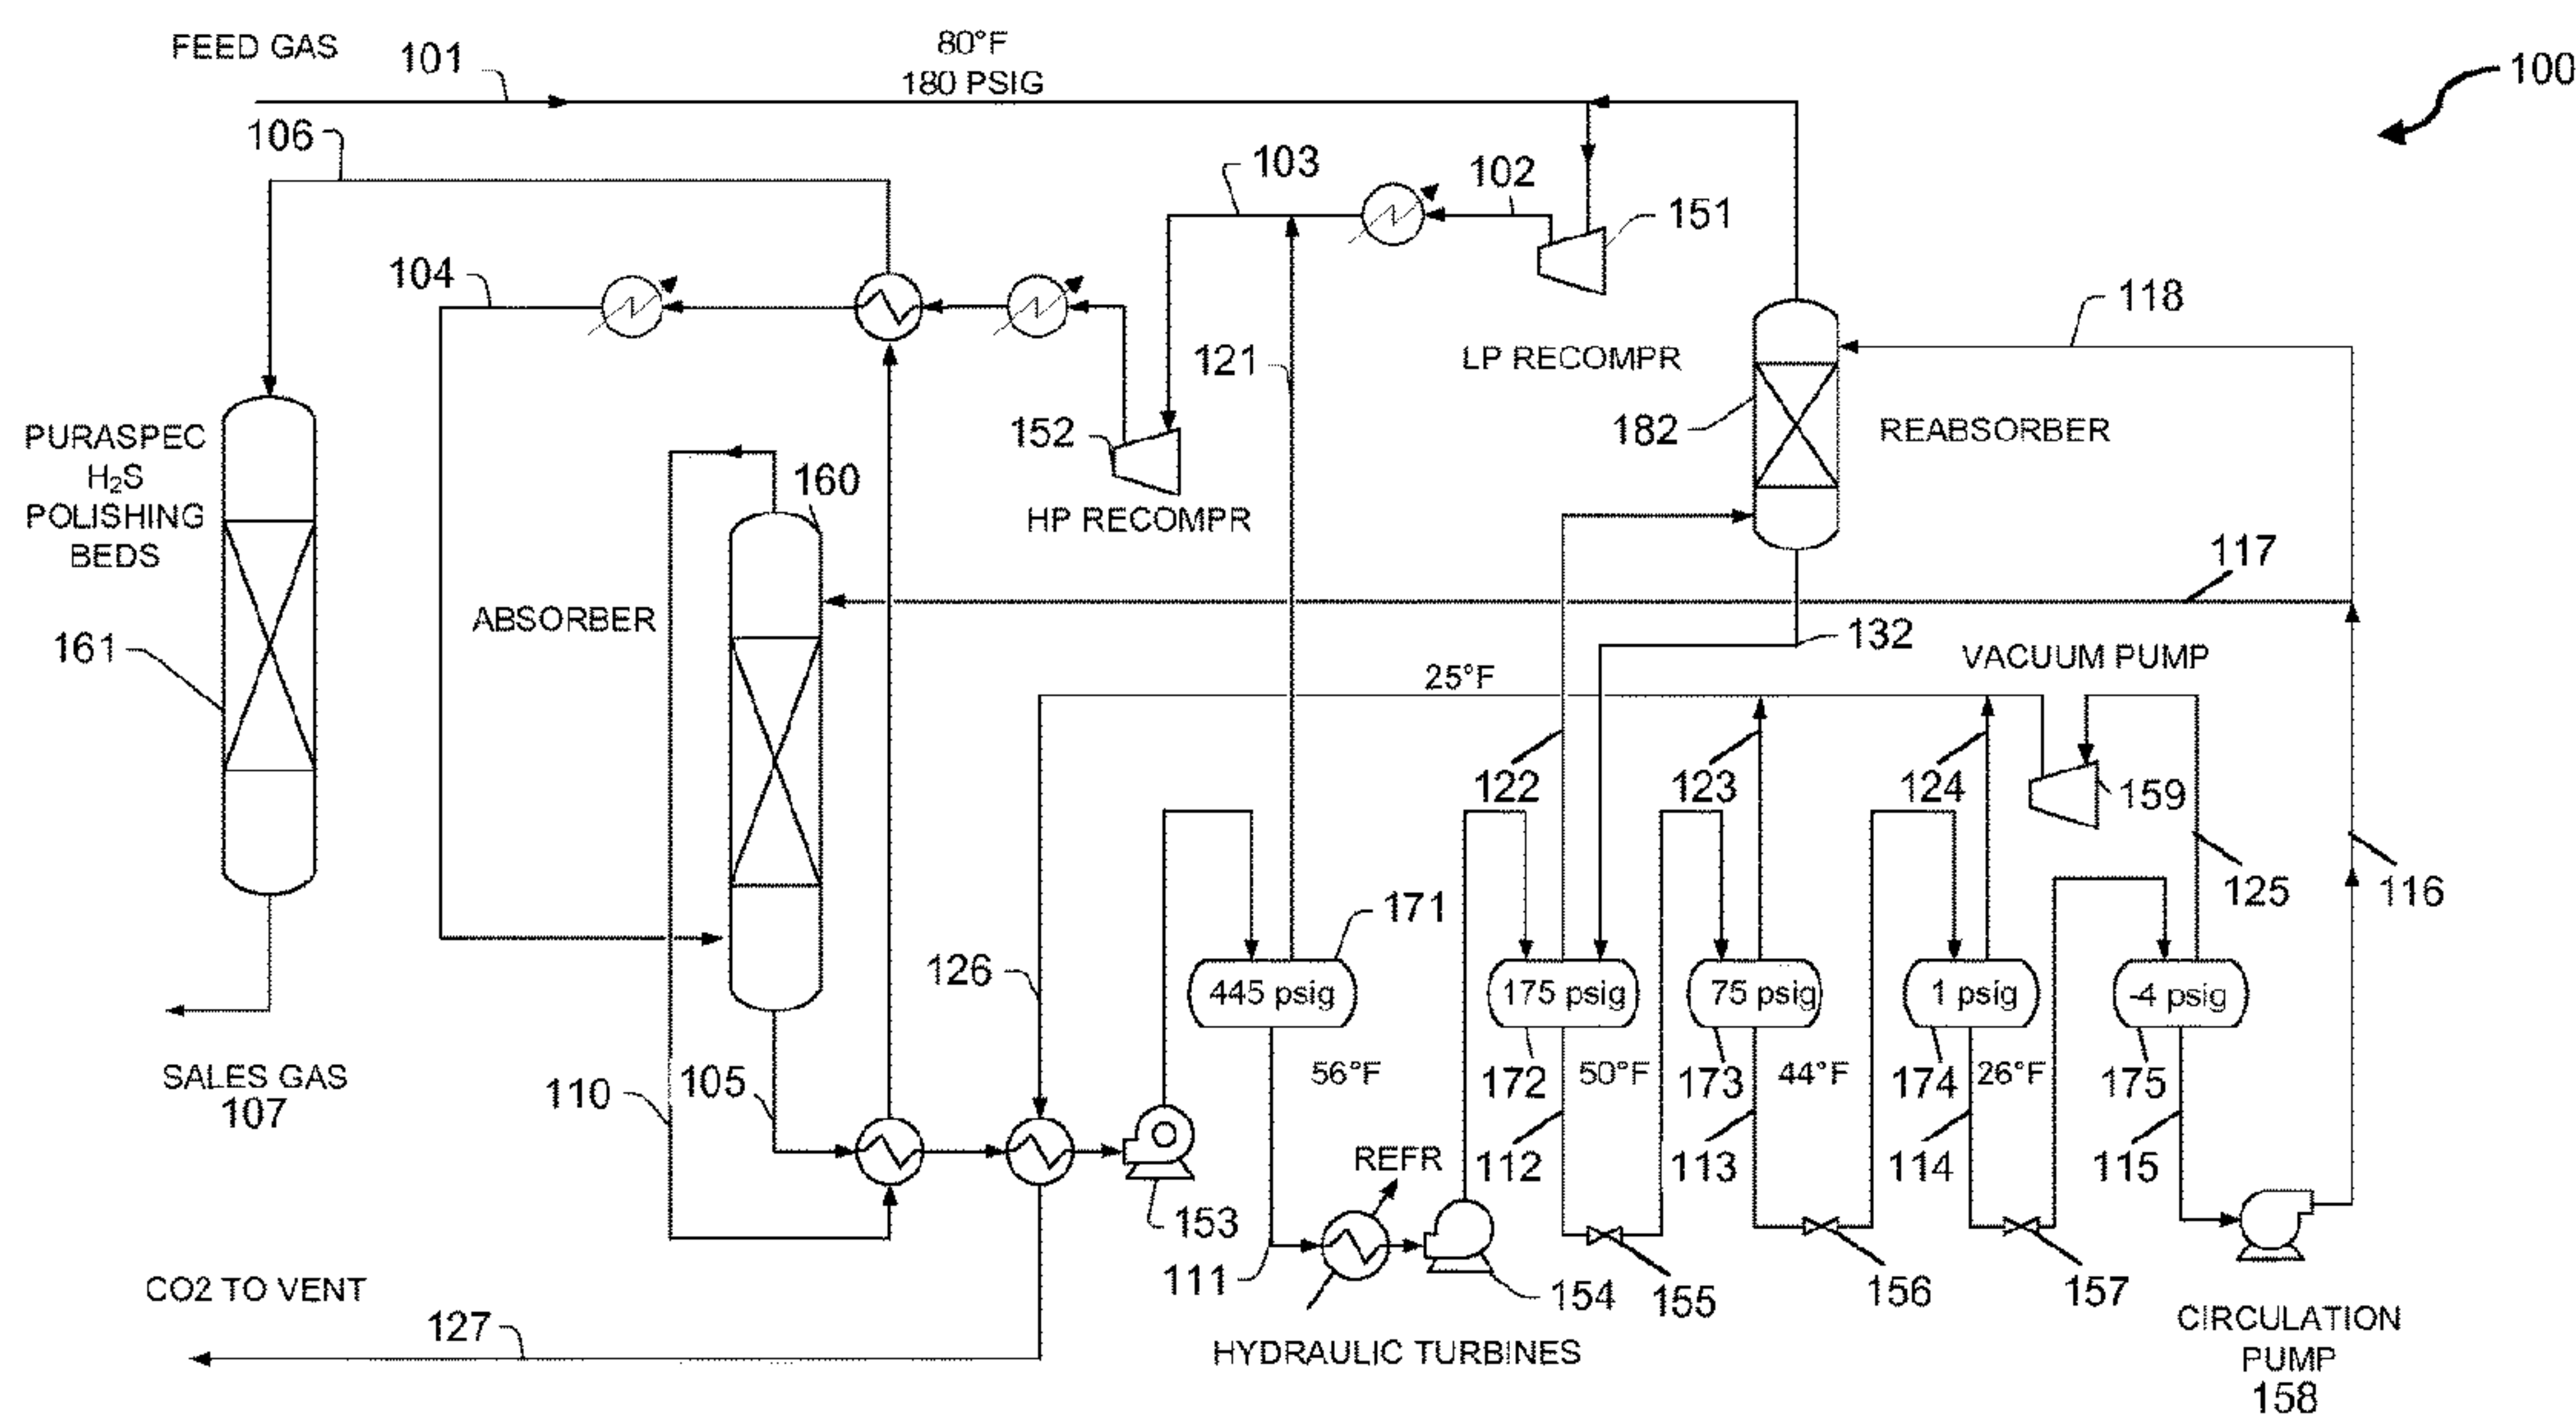 FEED GAS
101
80°F
180 PSIG
100
106
103
102
151
104
118
121
LP RECOMPR
182
REABSORBER
152
HP RECOMPR
PURASPEC
H2S
POLISHING
BEDS
160
117
ABSORBER
161
132
VACUUM PUMP
25°F
122
123
124
159
125
116
171
126
445 psig
175 psig
75 psig
1 psig
-4 psig
SALES GAS
107
110
105
56°F
172
50°F
173
44°F
174
26°F
175
REFR
112
113
114
115
153
111
154
155
156
157
CO2 TO VENT
127
HYDRAULIC TURBINES
CIRCULATION
PUMP
158